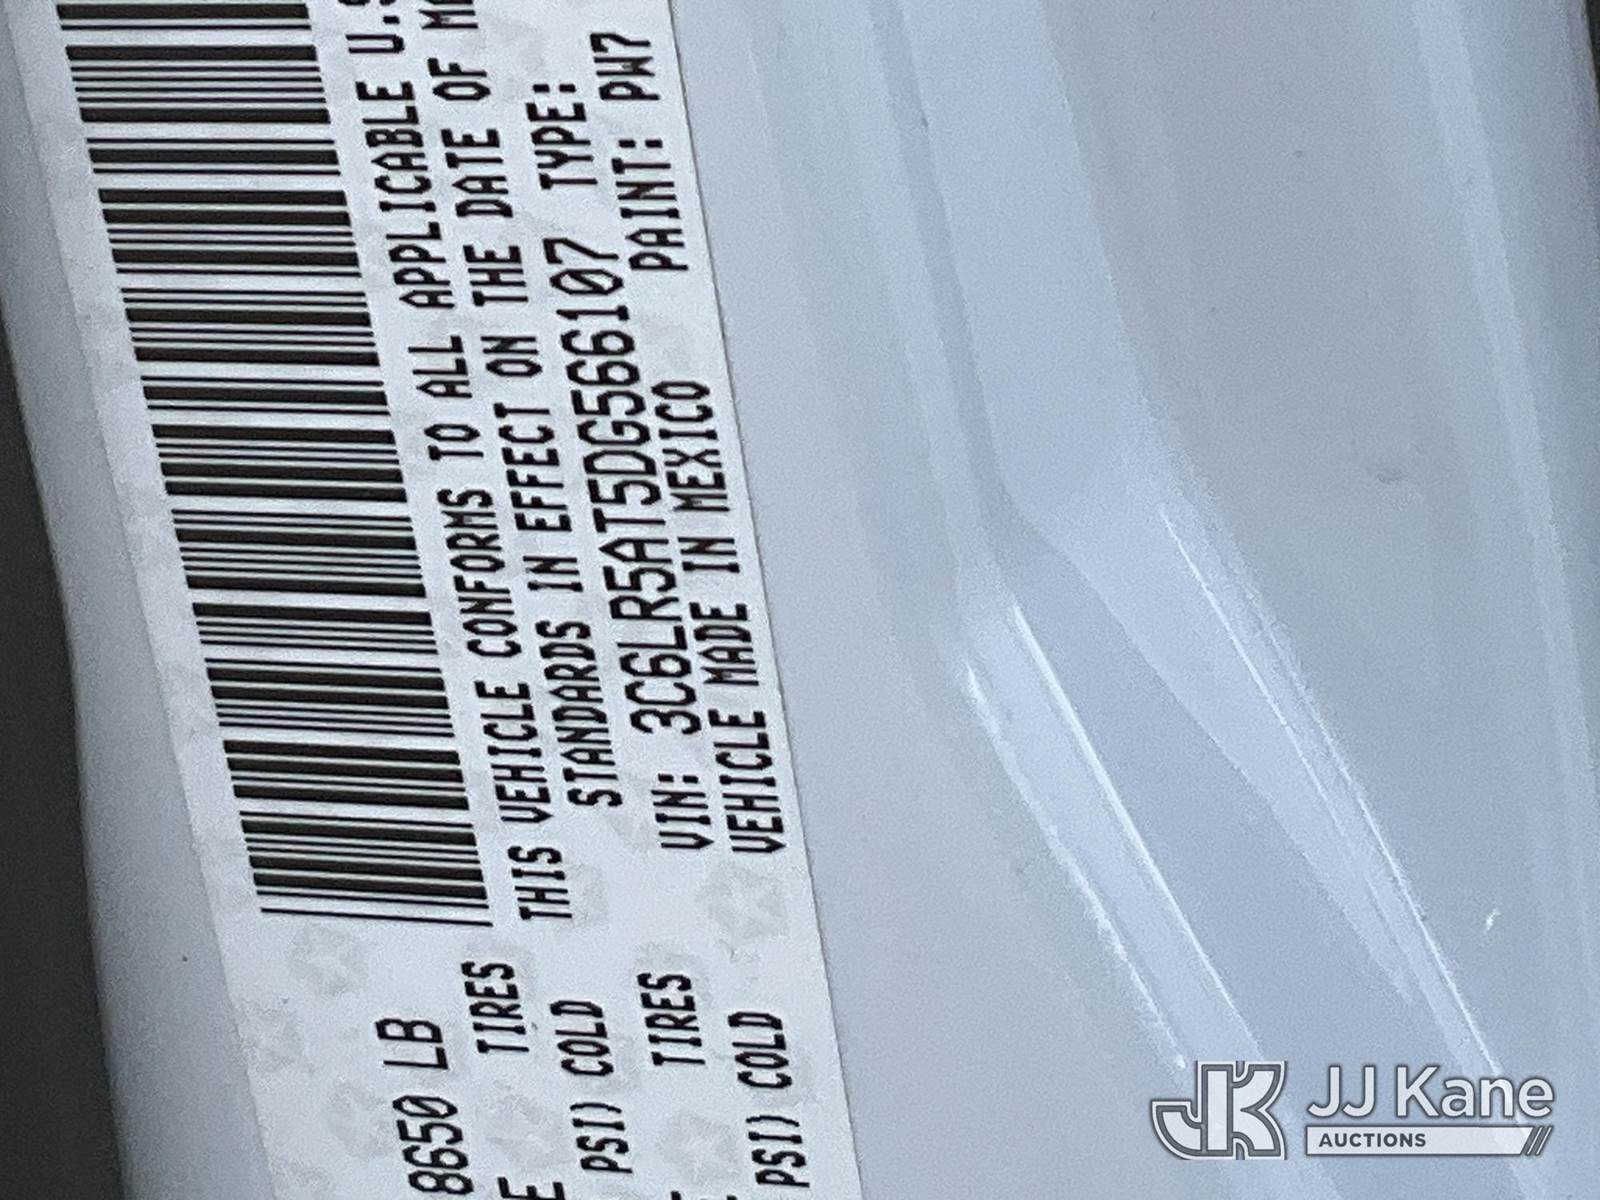 8650 LB
TIRES
PSI) COLD
TIRES
PSI) COLD
THIS VEHICLE CONFORMS TO ALL APPLICABLE U.S
STANDARDS IN EFFECT ON THE DATE OF
VIN: 3C6LR5AT5DG566107 TYPE:
VEHICLE MADE IN MEXICO PAINT: PW7
JJ Kane
AUCTIONS